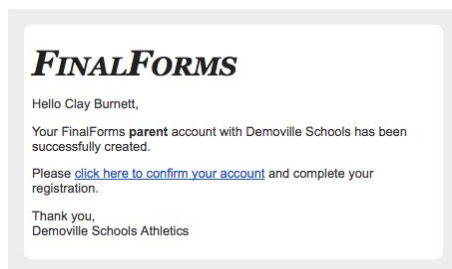 FINALFORMS
Hello Clay Burnett,
Your FinalForms parent account with Demoville Schools has been
successfully created.
Please click here to confirm your account and complete your
registration.
Thank you,
Demoville Schools Athletics